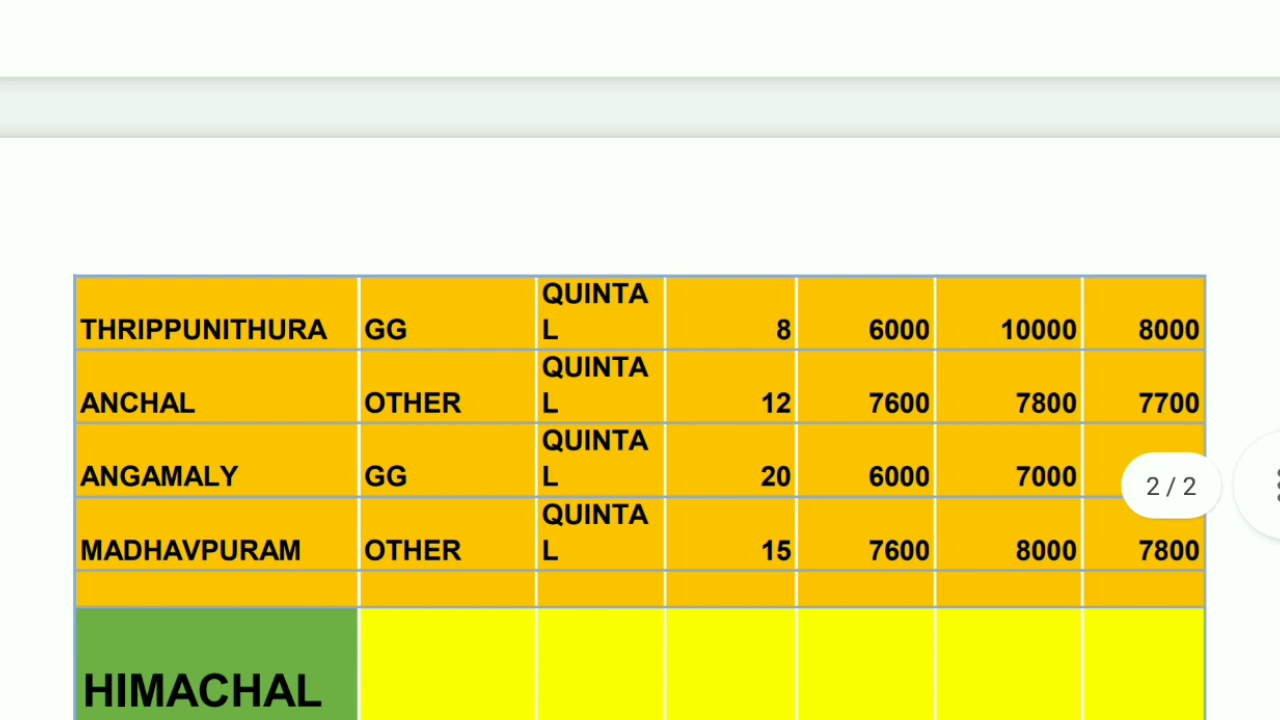 QUINTA
THRIPPUNITHURA GG L 8 6000 10000 8000
QUINTA
ANCHAL OTHER L 12 7600 7800 7700
QUINTA
ANGAMALY GG L 20 6000 7000
2 / 2
QUINTA
MADHAVPURAM OTHER L 15 7600 8000 7800
HIMACHAL